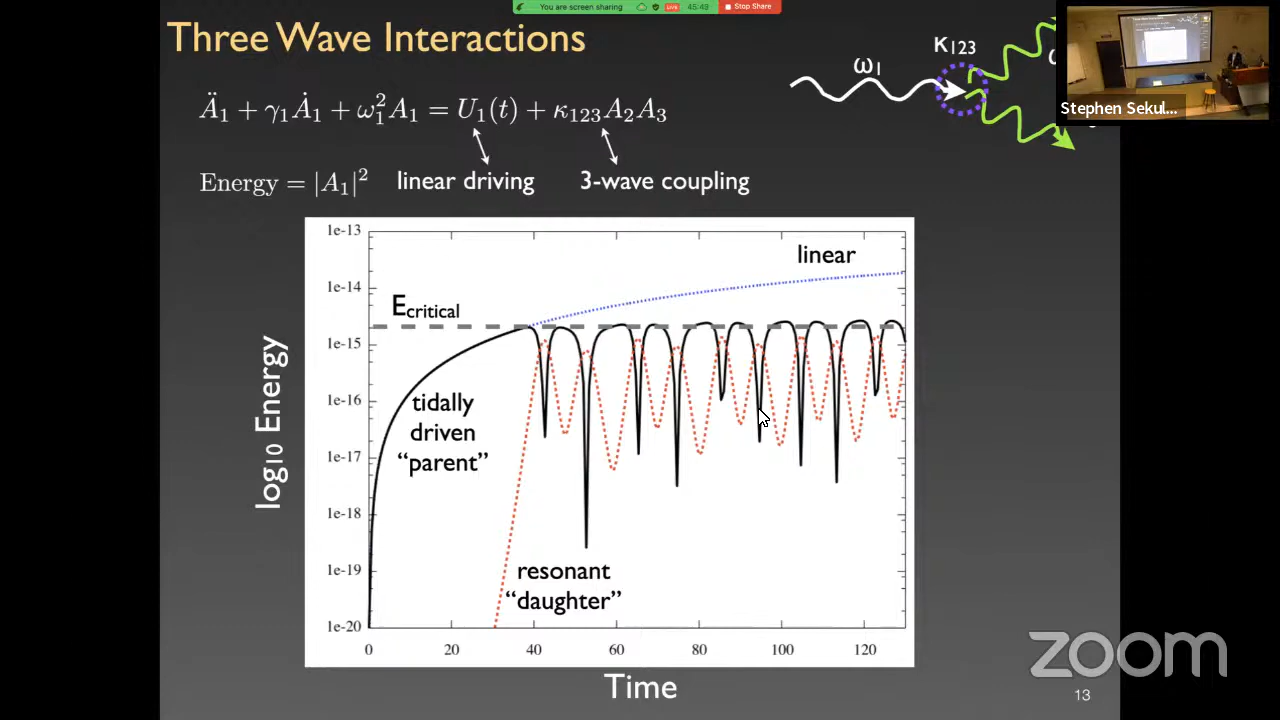 You are screen sharing LIVE 45:49 Stop Share
Three Wave Interactions
κ₁₂₃
ω₁
ω
Stephen Sekul...
Ä₁ + γ₁Ȧ₁ + ω₁²A₁ = U₁(t) + κ₁₂₃A₂A₃
Energy = |A₁|² linear driving 3-wave coupling
1e-13
linear
1e-14
Ecritical
1e-15
1e-16
tidally
driven
“parent”
1e-17
1e-18
1e-19
resonant
“daughter”
1e-20
0 20 40 60 80 100 120
log10 Energy
Time
zoom
13